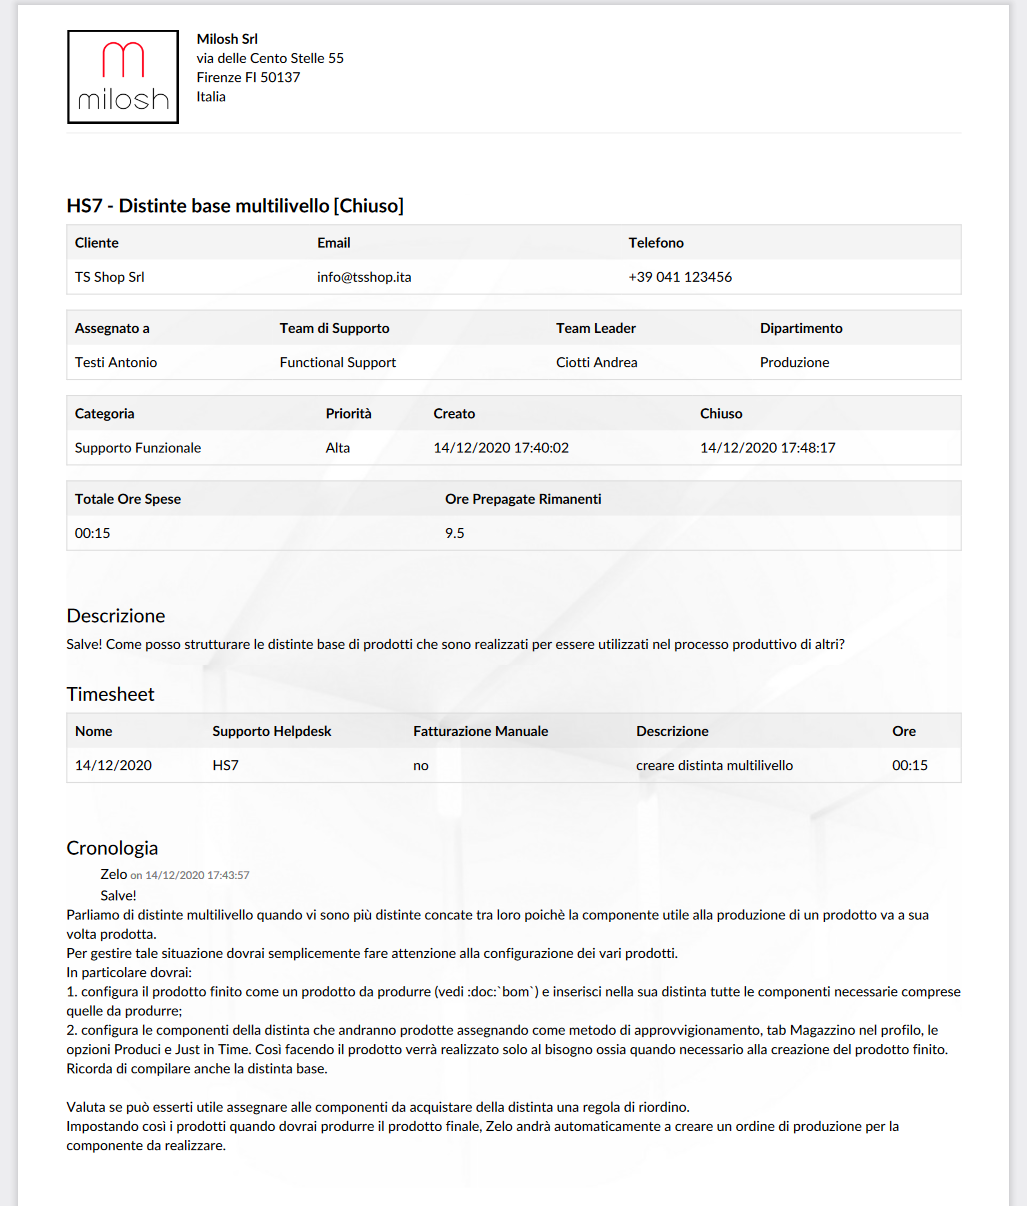 m
milosh
Milosh Srl
via delle Cento Stelle 55
Firenze FI 50137
Italia
HS7 - Distinte base multilivello [Chiuso]
Cliente Email Telefono
TS Shop Srl info@tsshop.ita +39 041 123456
Assegnato a Team di Supporto Team Leader Dipartimento
Testi Antonio Functional Support Ciotti Andrea Produzione
Categoria Priorità Creato Chiuso
Supporto Funzionale Alta 14/12/2020 17:40:02 14/12/2020 17:48:17
Totale Ore Spese Ore Prepagate Rimanenti
00:15 9.5
Descrizione
Salve! Come posso strutturare le distinte base di prodotti che sono realizzati per essere utilizzati nel processo produttivo di altri?
Timesheet
Nome Supporto Helpdesk Fatturazione Manuale Descrizione Ore
14/12/2020 HS7 no creare distinta multilivello 00:15
Cronologia
Zelo on 14/12/2020 17:43:57
Salve!
Parliamo di distinte multilivello quando vi sono più distinte concate tra loro poichè la componente utile alla produzione di un prodotto va a sua
volta prodotta.
Per gestire tale situazione dovrai semplicemente fare attenzione alla configurazione dei vari prodotti.
In particolare dovrai:
1. configura il prodotto finito come un prodotto da produrre (vedi :doc:`bom`) e inserisci nella sua distinta tutte le componenti necessarie comprese
quelle da produrre;
2. configura le componenti della distinta che andranno prodotte assegnando come metodo di approvvigionamento, tab Magazzino nel profilo, le
opzioni Produci e Just in Time. Così facendo il prodotto verrà realizzato solo al bisogno ossia quando necessario alla creazione del prodotto finito.
Ricorda di compilare anche la distinta base.
Valuta se può esserti utile assegnare alle componenti da acquistare della distinta una regola di riordino.
Impostando così i prodotti quando dovrai produrre il prodotto finale, Zelo andrà automaticamente a creare un ordine di produzione per la
componente da realizzare.